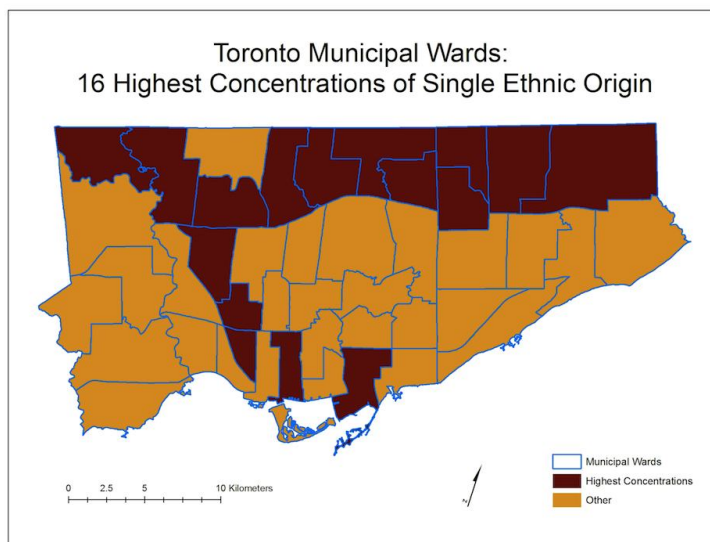 Toronto Municipal Wards:
16 Highest Concentrations of Single Ethnic Origin
0 2.5 5 10 Kilometers
Municipal Wards
Highest Concentrations
Other
N